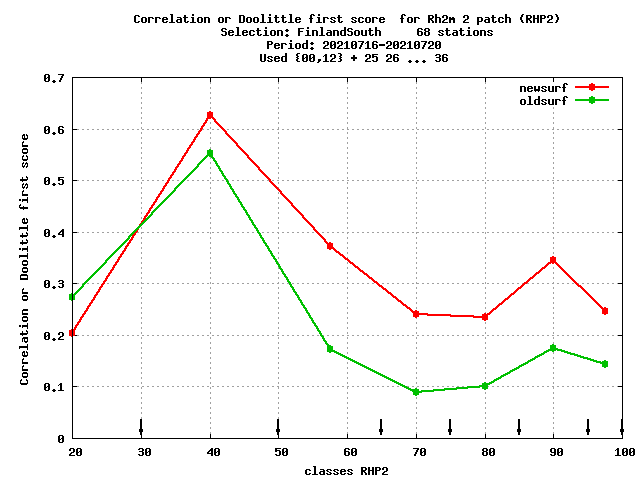 Correlation or Doolittle first score  for Rh2m 2 patch (RHP2)
Selection: FinlandSouth     68 stations
Period: 20210716-20210720
Used {00,12} + 25 26 ... 36
newsurf
oldsurf
Correlation or Doolittle first score
0.7
0.6
0.5
0.4
0.3
0.2
0.1
0
20 30 40 50 60 70 80 90 100
classes RHP2